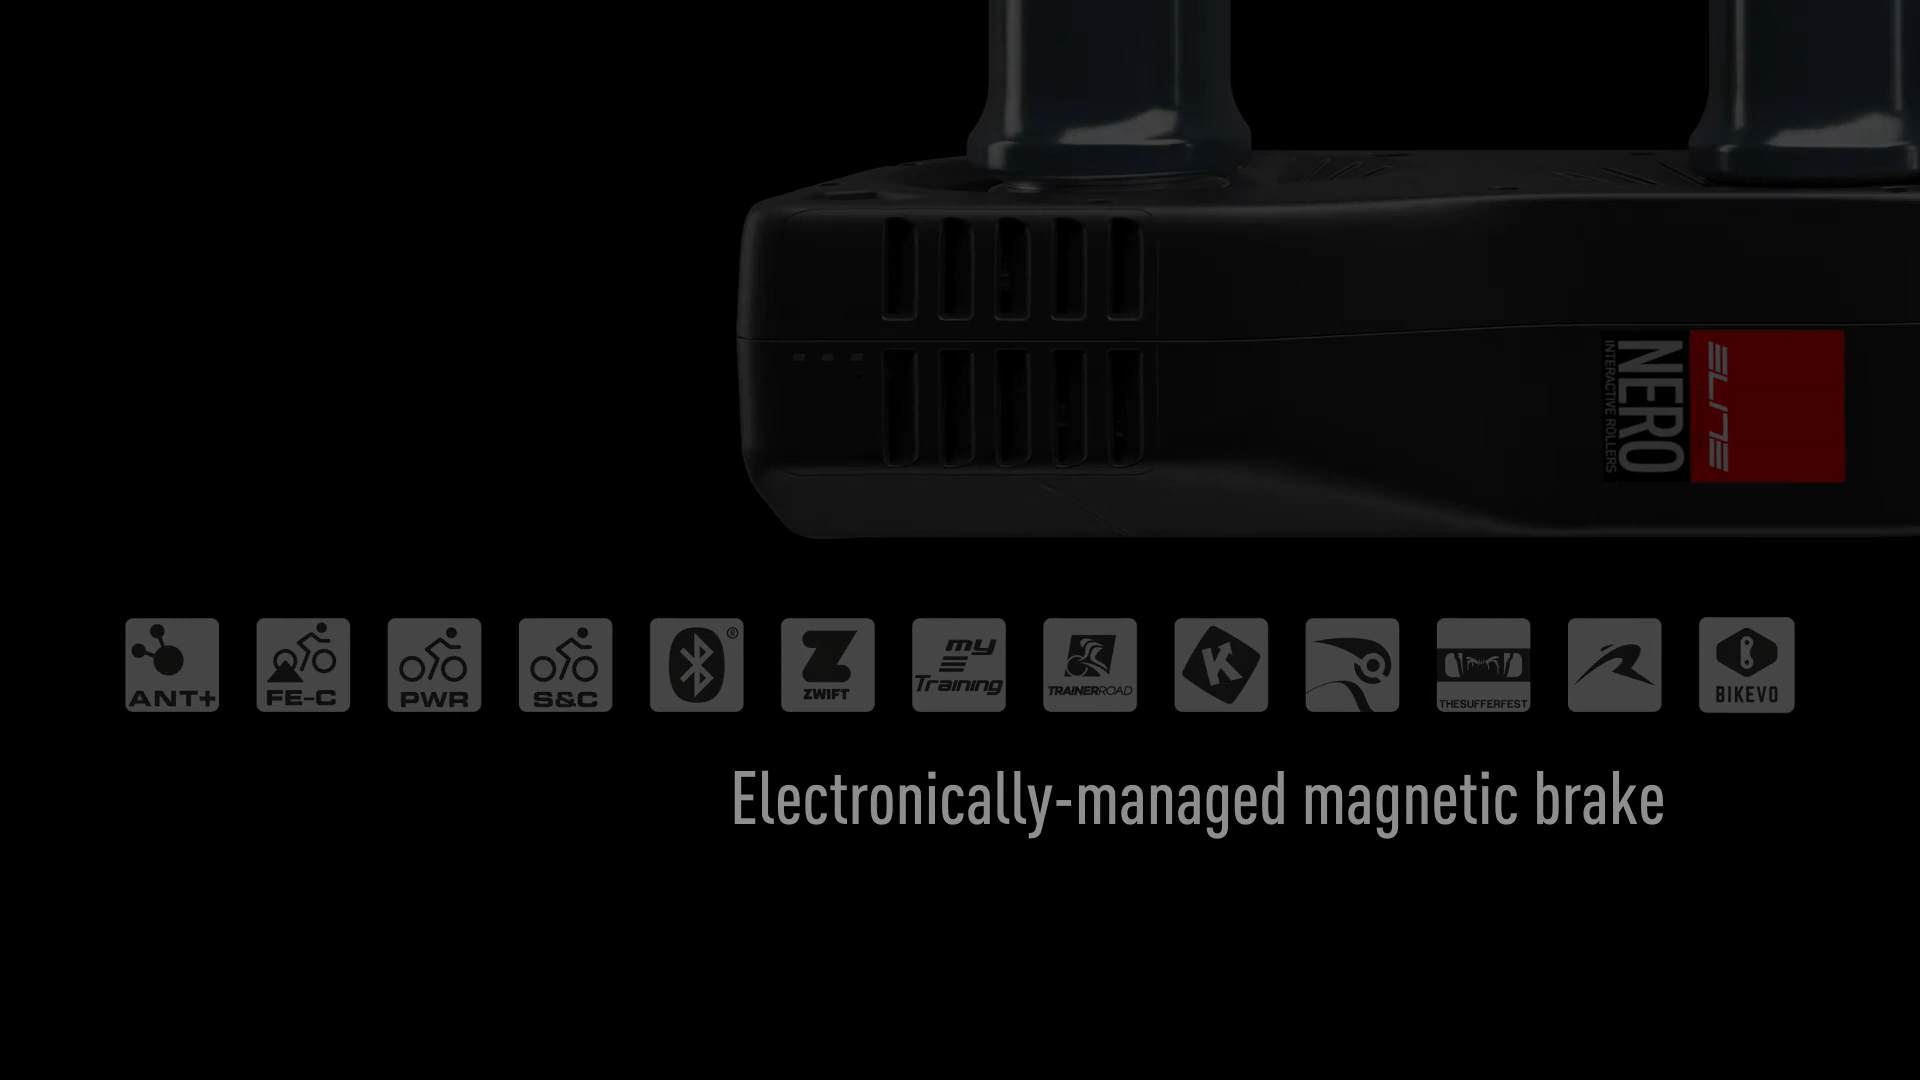 INTERACTIVE ROLLERS
NERO
ELITE
ANT+
FE-C
PWR
S&C
®
ZWIFT
my
Training
TRAINERROAD
K
THESUFFERFEST
BIKEVO
Electronically-managed magnetic brake